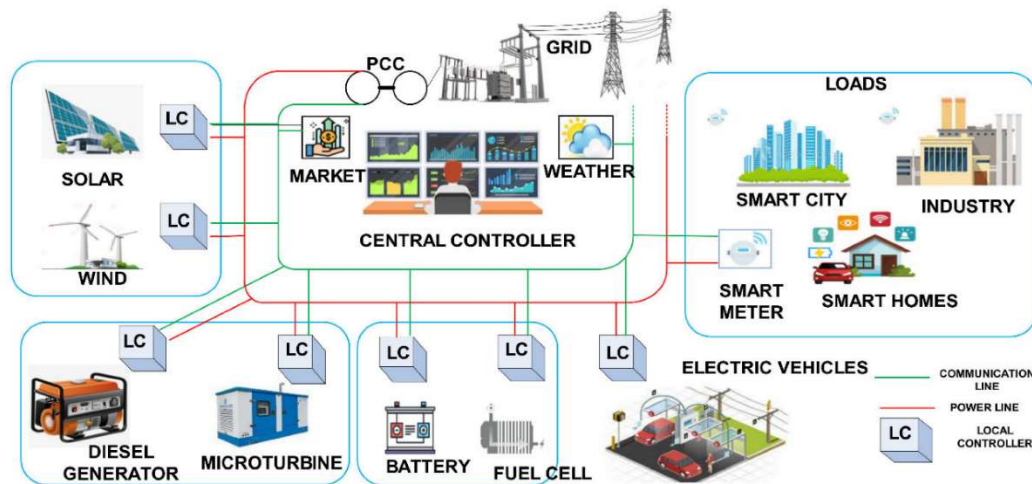 GRID
PCC
LC
SOLAR
LC
WIND
MARKET
WEATHER
CENTRAL CONTROLLER
LOADS
SMART CITY
INDUSTRY
SMART
METER
SMART HOMES
LC
DIESEL
GENERATOR
LC
MICROTURBINE
LC
BATTERY
LC
FUEL CELL
LC
ELECTRIC VEHICLES
COMMUNICATION
LINE
POWER LINE
LC
LOCAL
CONTROLLER